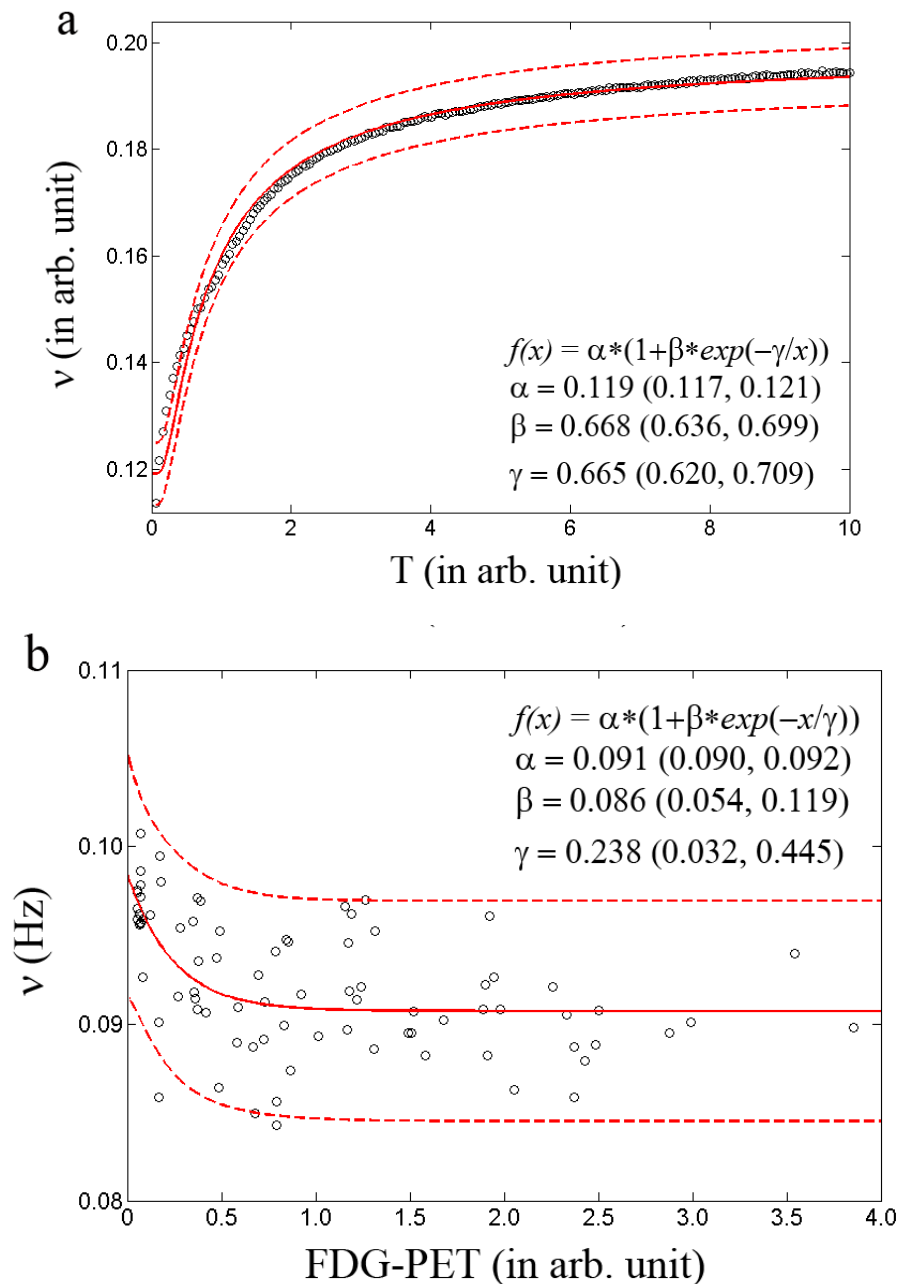 a
0.20
0.18
0.16
0.14
0.12
ν (in arb. unit)
f(x) = α*(1+β*exp(−γ/x))
α = 0.119 (0.117, 0.121)
β = 0.668 (0.636, 0.699)
γ = 0.665 (0.620, 0.709)
0 2 4 6 8 10
T (in arb. unit)
b
0.11
0.10
0.09
0.08
ν (Hz)
f(x) = α*(1+β*exp(−x/γ))
α = 0.091 (0.090, 0.092)
β = 0.086 (0.054, 0.119)
γ = 0.238 (0.032, 0.445)
0 0.5 1.0 1.5 2.0 2.5 3.0 3.5 4.0
FDG-PET (in arb. unit)